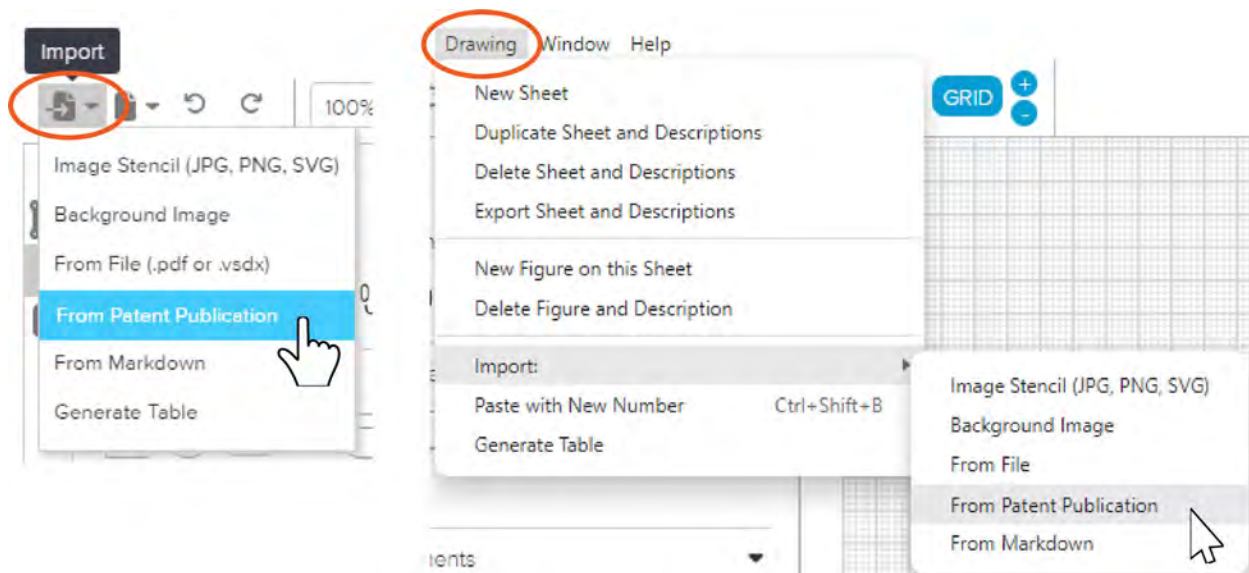 Import
100%
Image Stencil (JPG, PNG, SVG)
Background Image
From File (.pdf or .vsdx)
From Patent Publication
From Markdown
Generate Table
Drawing Window Help
New Sheet
Duplicate Sheet and Descriptions
Delete Sheet and Descriptions
Export Sheet and Descriptions
New Figure on this Sheet
Delete Figure and Description
Import:
Paste with New Number Ctrl+Shift+B
Generate Table
GRID
+
-
Image Stencil (JPG, PNG, SVG)
Background Image
From File
From Patent Publication
From Markdown